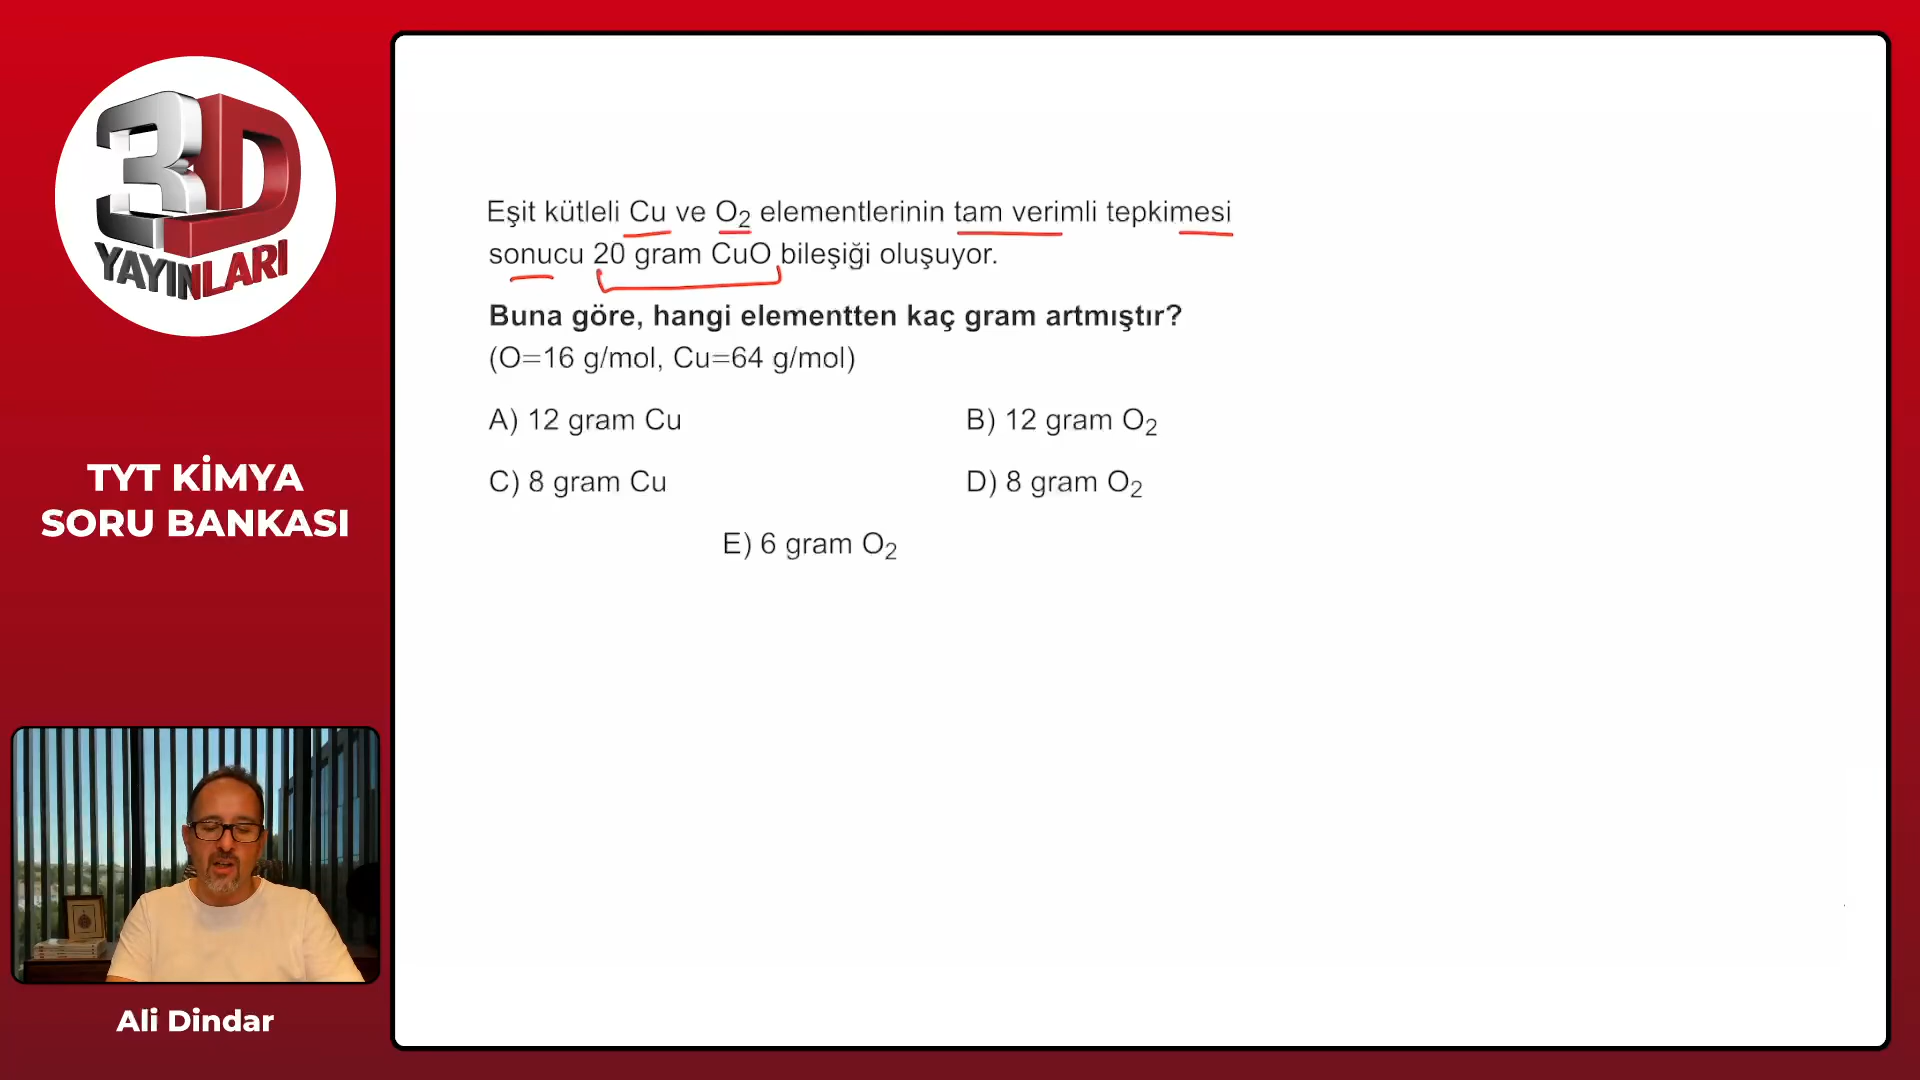 3D
YAYINLARI
TYT KİMYA
SORU BANKASI
Ali Dindar
Eşit kütleli Cu ve O₂ elementlerinin tam verimli tepkimesi
sonucu 20 gram CuO bileşiği oluşuyor.
Buna göre, hangi elementten kaç gram artmıştır?
(O=16 g/mol, Cu=64 g/mol)
A) 12 gram Cu
B) 12 gram O₂
C) 8 gram Cu
D) 8 gram O₂
E) 6 gram O₂